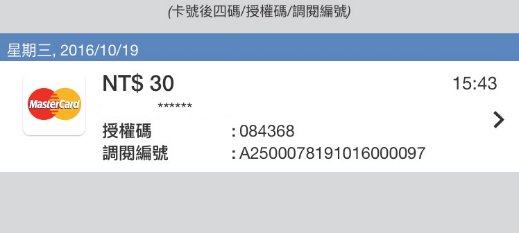 (卡號後四碼/授權碼/調閱編號)
星期三, 2016/10/19
NT$ 30
15:43
MasterCard
******
授權碼 : 084368
調閱編號 : A2500078191016000097